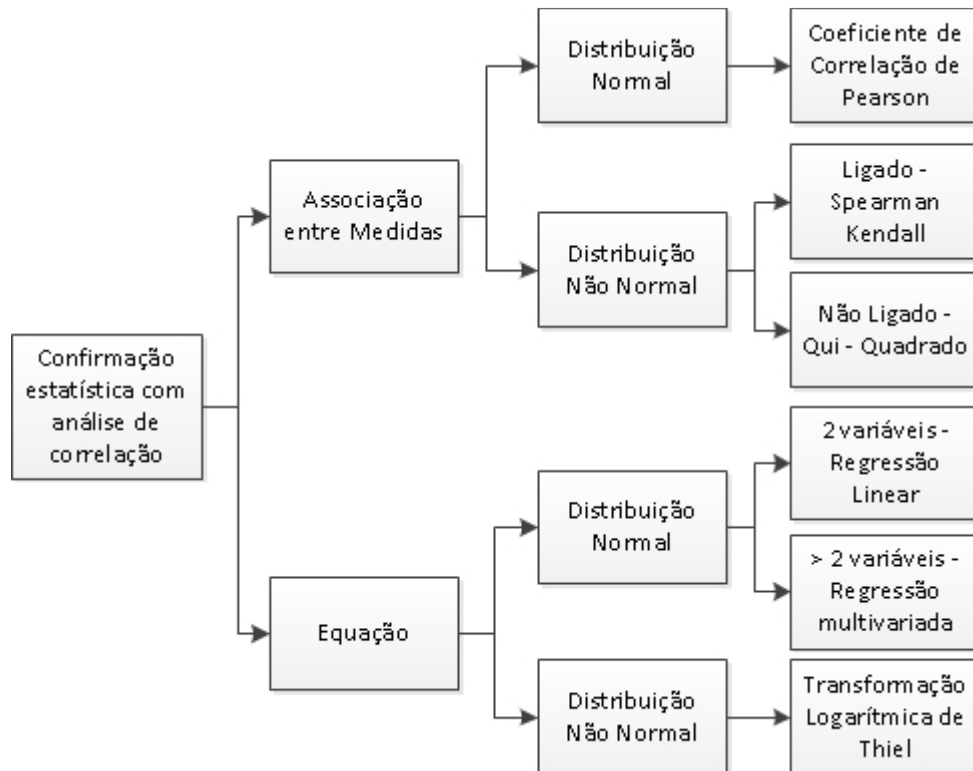 Distribuição
Normal
Coeficiente de
Correlação de
Pearson
Associação
entre Medidas
Ligado -
Spearman
Kendall
Distribuição
Não Normal
Não Ligado -
Qui - Quadrado
Confirmação
estatística com
análise de
correlação
2 variáveis -
Regressão
Linear
Distribuição
Normal
> 2 variáveis -
Regressão
multivariada
Equação
Distribuição
Não Normal
Transformação
Logarítmica de
Thiel